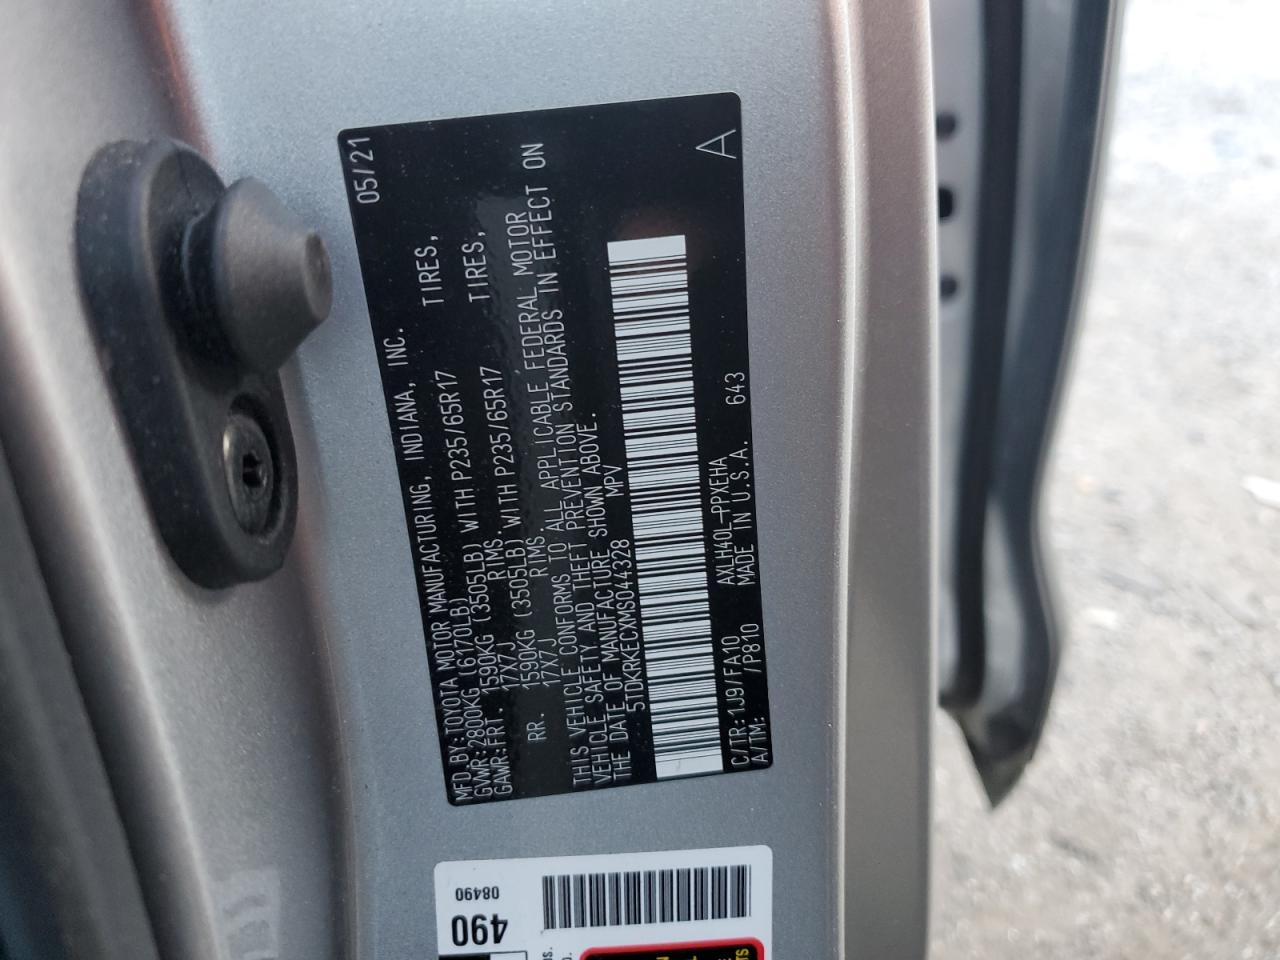 MFD.BY:TOYOTA MOTOR MANUFACTURING, INDIANA, INC. 05/21
GVWR:2800KG (6170LB)
GAWR:FRT. 1590KG (3505LB) WITH P235/65R17 TIRES,
17X7J RIMS.
RR. 1590KG (3505LB) WITH P235/65R17 TIRES,
17X7J RIMS.
THIS VEHICLE CONFORMS TO ALL APPLICABLE FEDERAL MOTOR
VEHICLE SAFETY AND THEFT PREVENTION STANDARDS IN EFFECT ON
THE DATE OF MANUFACTURE SHOWN ABOVE.
5TDKRKECXMS044328 MPV
C/TR:1J9/FA10 AXLH40L-PPXEHA
A/TM: /P810 MADE IN U.S.A. 643
A
08490
490